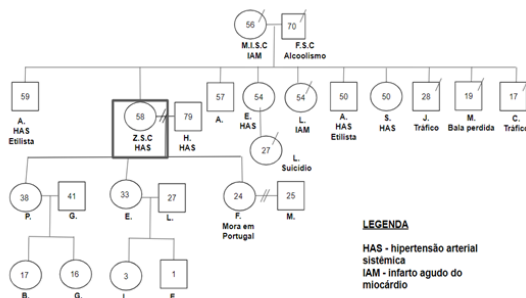 56
70
M.I.S.C
IAM
F.S.C
Alcoolismo
59
58
79
57
54
54
50
50
28
19
17
A.
HAS
Etilista
Z.S.C
HAS
H.
HAS
A.
E.
HAS
L.
IAM
A.
HAS
Etilista
S.
HAS
J.
Tráfico
M.
Bala perdida
C.
Tráfico
27
L.
Suicídio
38
41
33
27
24
25
P.
G.
E.
L.
F.
Mora em
Portugal
M.
17
16
3
1
B.
G.
LEGENDA
HAS - hipertensão arterial
sistémica
IAM - infarto agudo do
miocárdio